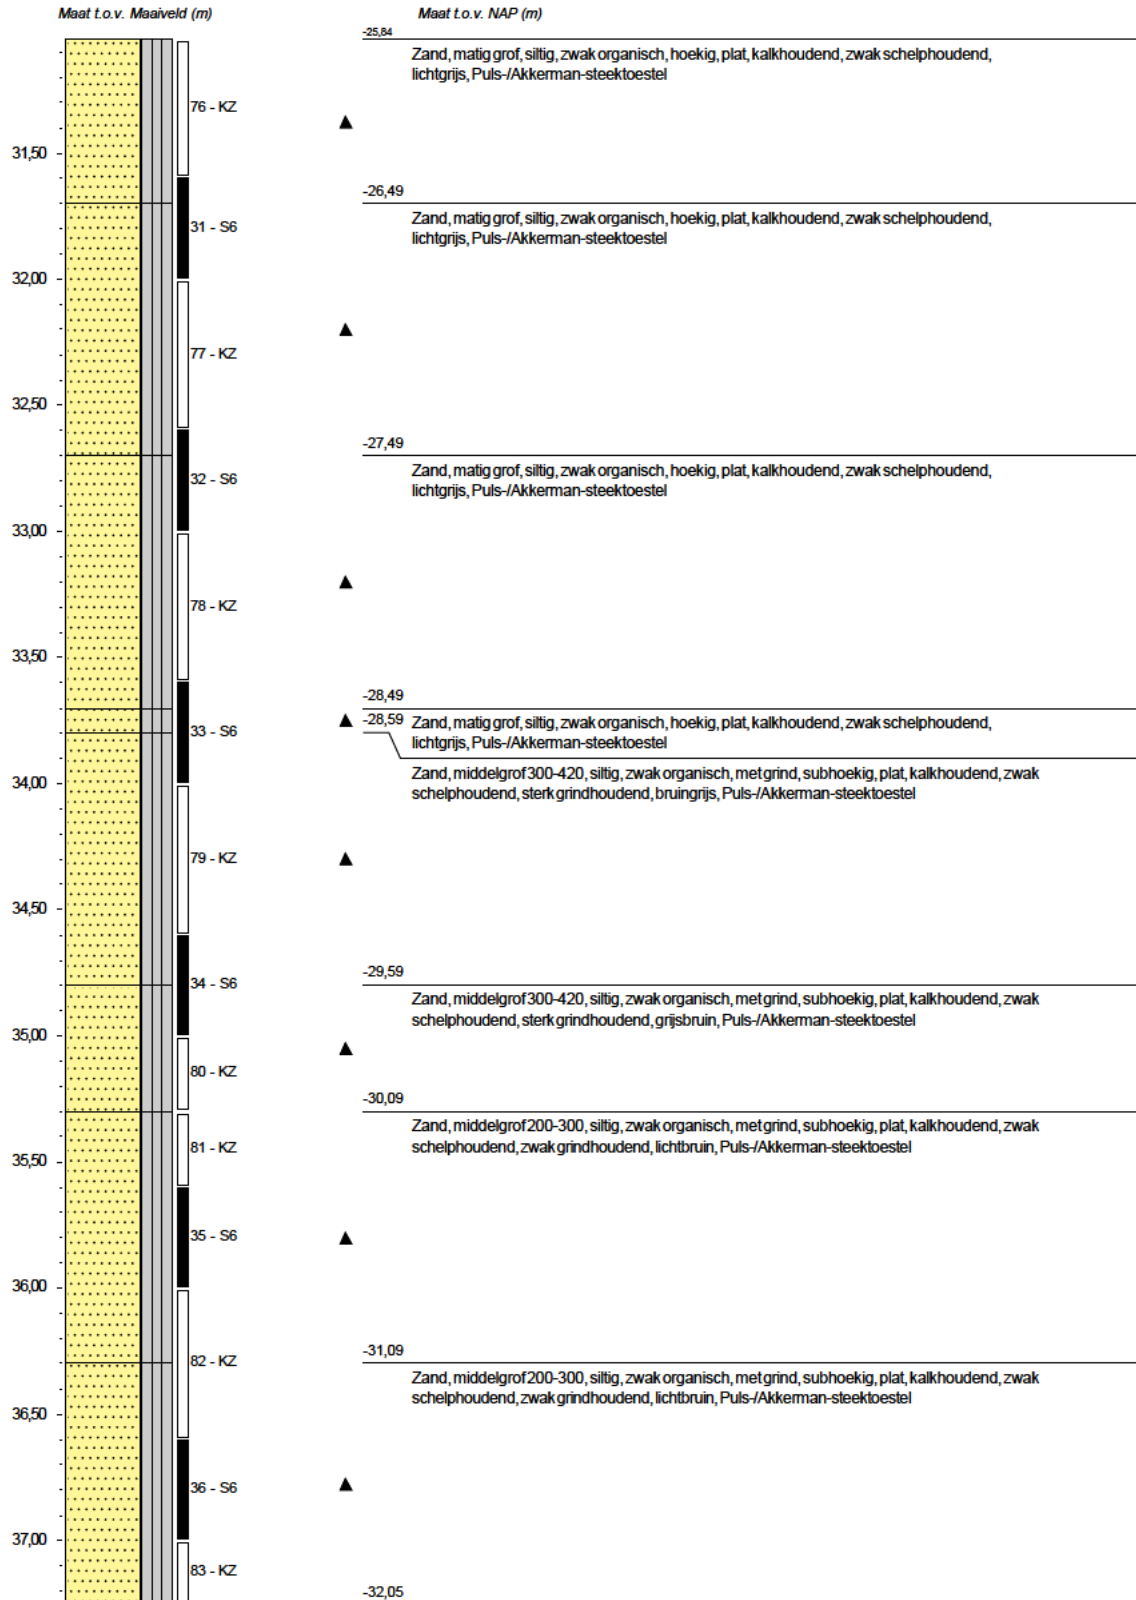 Maat t.o.v. Maaiveld (m) Maat t.o.v. NAP (m)
-25,84
Zand, matig grof, siltig, zwak organisch, hoekig, plat, kalkhoudend, zwak schelphoudend,
lichtgrijs, Puls-/Akkerman-steektoestel
76 - KZ
31,50
-26,49
Zand, matig grof, siltig, zwak organisch, hoekig, plat, kalkhoudend, zwak schelphoudend,
31 - S6
lichtgrijs, Puls-/Akkerman-steektoestel
32,00
77 - KZ
32,50
-27,49
Zand, matig grof, siltig, zwak organisch, hoekig, plat, kalkhoudend, zwak schelphoudend,
32 - S6
lichtgrijs, Puls-/Akkerman-steektoestel
33,00
78 - KZ
33,50
-28,49
-28,59 Zand, matig grof, siltig, zwak organisch, hoekig, plat, kalkhoudend, zwak schelphoudend,
33 - S6
lichtgrijs, Puls-/Akkerman-steektoestel
Zand, middelgrof 300-420, siltig, zwak organisch, met grind, subhoekig, plat, kalkhoudend, zwak
34,00
schelphoudend, sterk grindhoudend, bruingrijs, Puls-/Akkerman-steektoestel
79 - KZ
34,50
-29,59
34 - S6
Zand, middelgrof 300-420, siltig, zwak organisch, met grind, subhoekig, plat, kalkhoudend, zwak
schelphoudend, sterk grindhoudend, grijsbruin, Puls-/Akkerman-steektoestel
35,00
80 - KZ
-30,09
Zand, middelgrof 200-300, siltig, zwak organisch, met grind, subhoekig, plat, kalkhoudend, zwak
81 - KZ
schelphoudend, zwak grindhoudend, lichtbruin, Puls-/Akkerman-steektoestel
35,50
35 - S6
36,00
-31,09
82 - KZ
Zand, middelgrof 200-300, siltig, zwak organisch, met grind, subhoekig, plat, kalkhoudend, zwak
schelphoudend, zwak grindhoudend, lichtbruin, Puls-/Akkerman-steektoestel
36,50
36 - S6
37,00
83 - KZ
-32,05